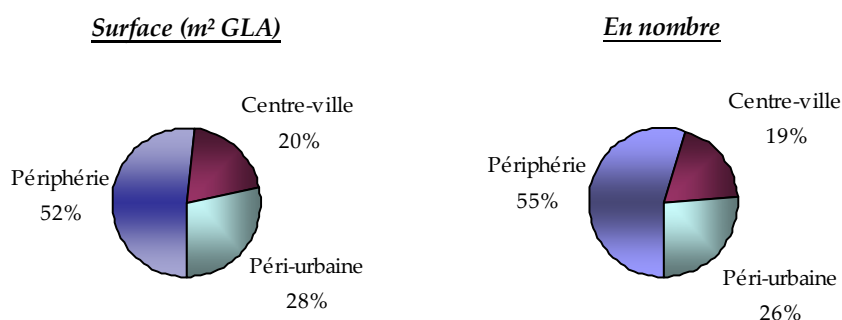 Surface (m² GLA)
Centre-ville
20%
Périphérie
52%
Péri-urbaine
28%
En nombre
Centre-ville
19%
Périphérie
55%
Péri-urbaine
26%